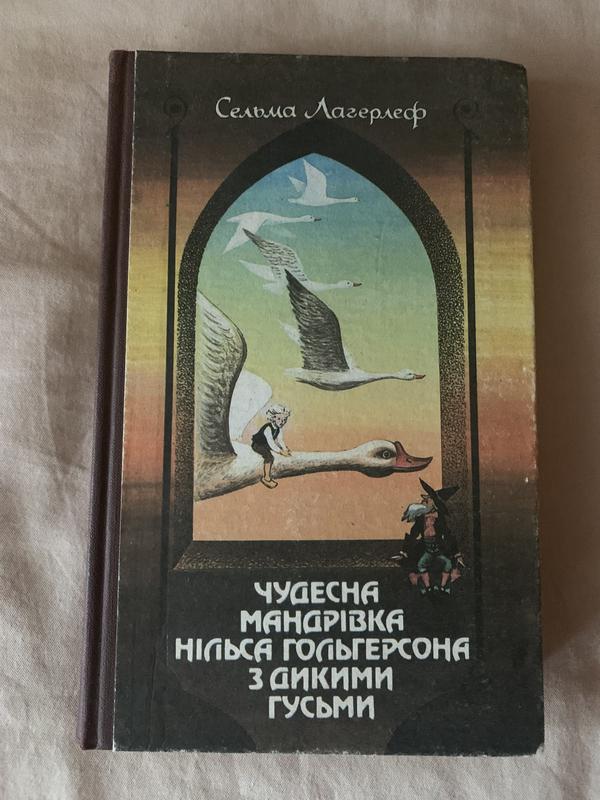 Сельма Лагерлеф
ЧУДЕСНА
МАНДРІВКА
НІЛЬСА ГОЛЬГЕРСОНА
З ДИКИМИ
ГУСЬМИ